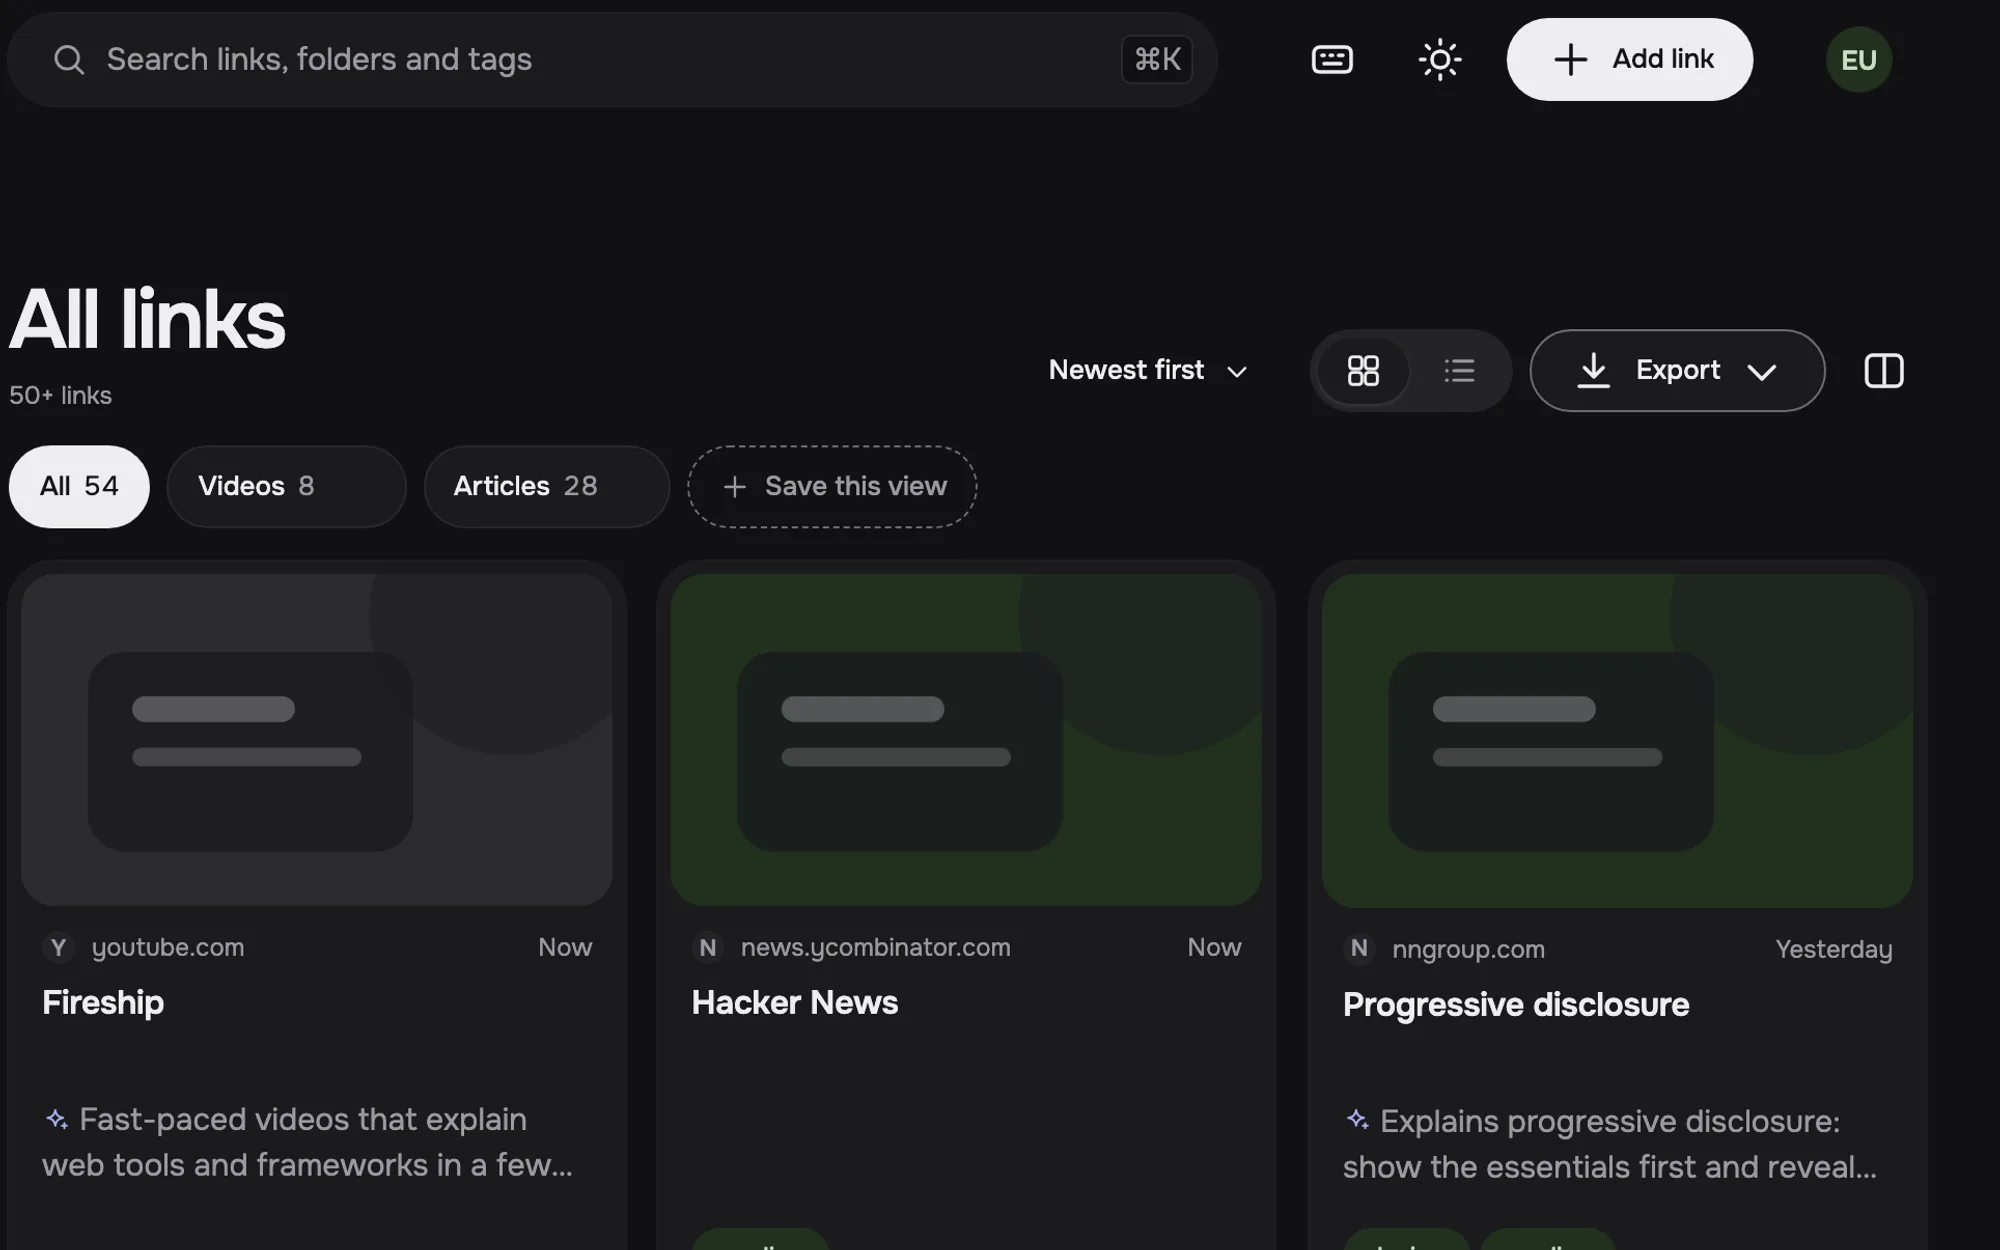 Search links, folders and tags
⌘K
Add link
EU
All links
50+ links
Newest first
Export
All 54
Videos 8
Articles 28
Save this view
Y youtube.com Now
Fireship
Fast-paced videos that explain
web tools and frameworks in a few...
N news.ycombinator.com Now
Hacker News
N nngroup.com Yesterday
Progressive disclosure
Explains progressive disclosure:
show the essentials first and reveal...